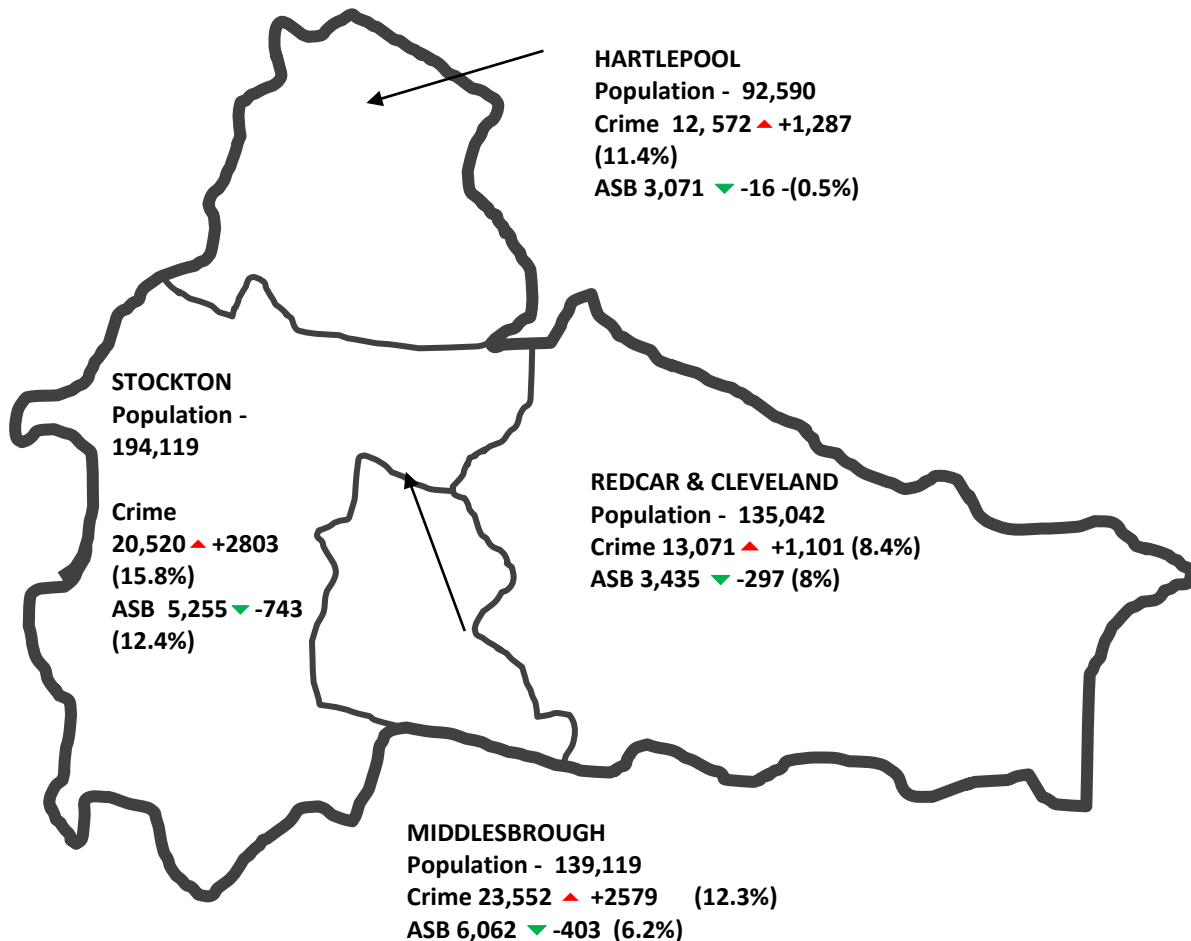 HARTLEPOOL
Population - 92,590
Crime 12, 572 ▲ +1,287
(11.4%)
ASB 3,071 ▼ -16 -(0.5%)
STOCKTON
Population -
194,119
Crime
20,520 ▲ +2803
(15.8%)
ASB 5,255 ▼ -743
(12.4%)
REDCAR & CLEVELAND
Population - 135,042
Crime 13,071 ▲ +1,101 (8.4%)
ASB 3,435 ▼ -297 (8%)
MIDDLESBROUGH
Population - 139,119
Crime 23,552 ▲ +2579 (12.3%)
ASB 6,062 ▼ -403 (6.2%)